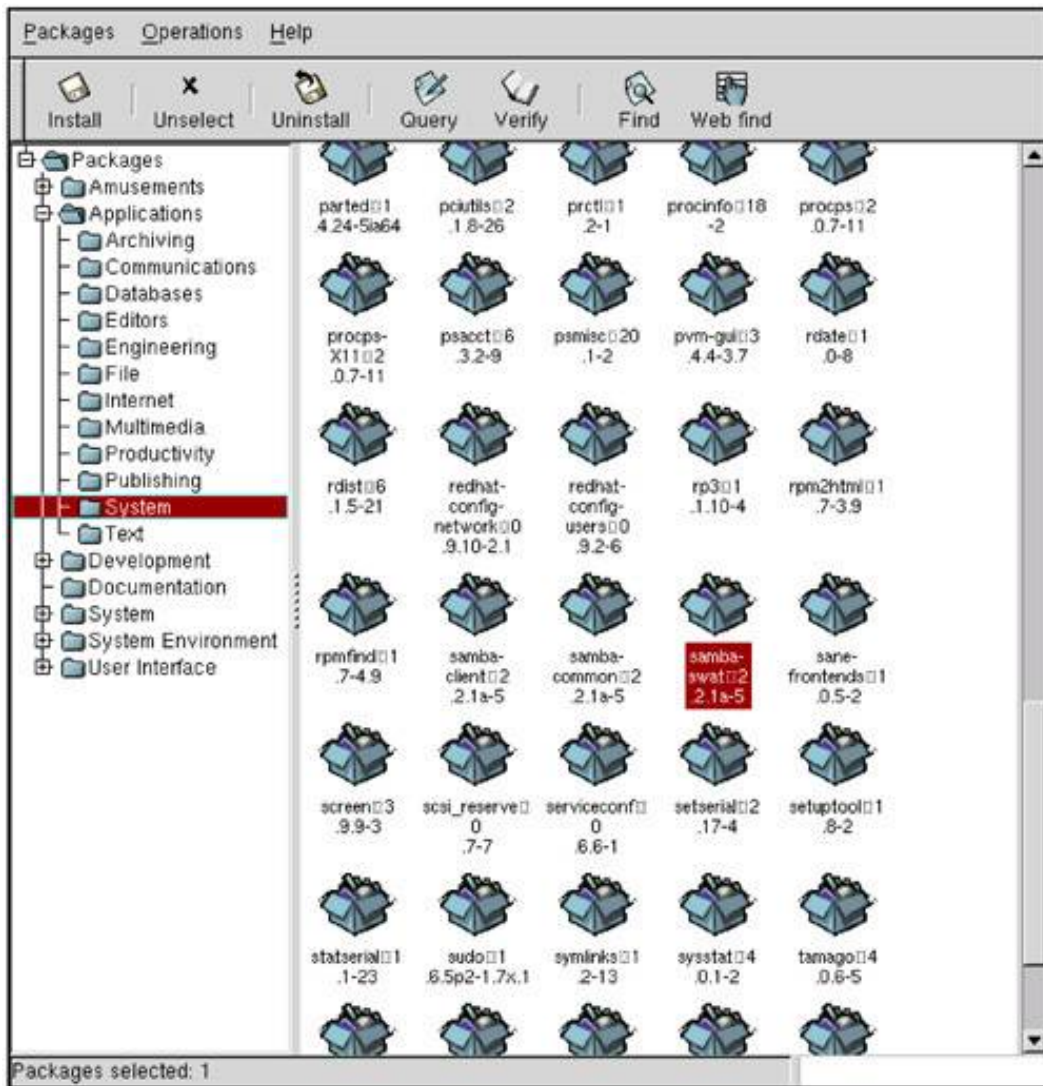 Packages Operations Help
Install Unselect Uninstall Query Verify Find Web find
Packages
Amusements
Applications
Archiving
Communications
Databases
Editors
Engineering
File
Internet
Multimedia
Productivity
Publishing
System
Text
Development
Documentation
System
System Environment
User Interface
parted□1
.4.24-5ia64
pciutils□2
.1.8-26
prctl□1
.2-1
procinfo□18
-2
procps□2
.0.7-11
procps-
X11□2
.0.7-11
psacct□6
.3.2-9
psmisc□20
.1-2
pvm-gui□3
.4.4-3.7
rdate□1
.0-8
rdist□6
.1.5-21
redhat-
config-
network□0
.9.10-2.1
redhat-
config-
users□0
.9.2-6
rp3□1
.1.10-4
rpm2html□1
.7-3.9
rpmfind□1
.7-4.9
samba-
client□2
.2.1a-5
samba-
common□2
.2.1a-5
samba-
swat□2
.2.1a-5
sane-
frontends□1
.0.5-2
screen□3
.9.9-3
scsi_reserve□
0
.7-7
serviceconf□
0
.6.6-1
setserial□2
.17-4
setuptool□1
.8-2
statserial□1
.1-23
sudo□1
.6.5p2-1.7x.1
symlinks□1
.2-13
sysstat□4
.0.1-2
tamago□4
.0.6-5
Packages selected: 1